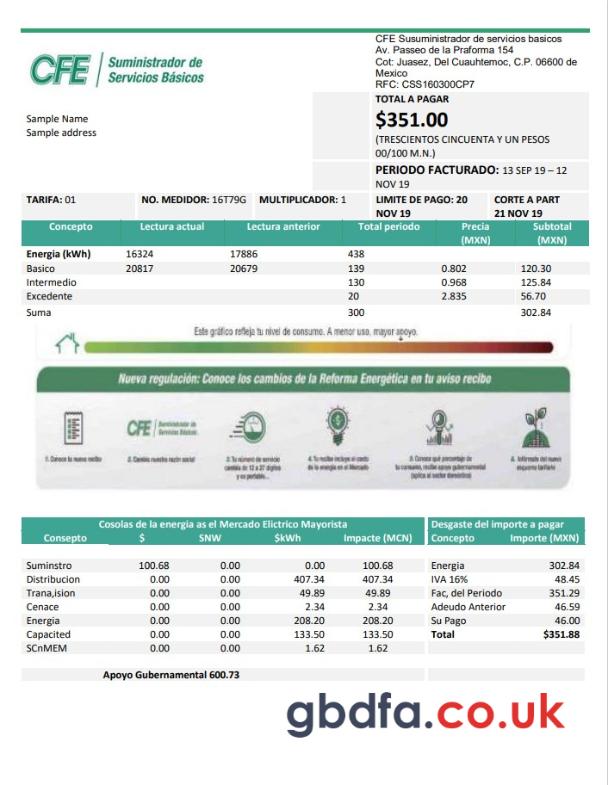 CFE Susuministrador de servicios basicos
Av. Passeo de la Praforma 154
Cot: Juasez, Del Cuauhtemoc, C.P. 06600 de
Mexico
RFC: CSS160300CP7
CFE Suministrador de
Servicios Básicos
TOTAL A PAGAR
$351.00
(TRESCIENTOS CINCUENTA Y UN PESOS
00/100 M.N.)
Sample Name
Sample address
PERIODO FACTURADO: 13 SEP 19 – 12
NOV 19
TARIFA: 01 NO. MEDIDOR: 16T79G MULTIPLICADOR: 1 LIMITE DE PAGO: 20 NOV 19 CORTE A PART 21 NOV 19
Concepto Lectura actual Lectura anterior Total periodo Precia (MXN) Subtotal (MXN)
Energia (kWh) 16324 17886 438
Basico 20817 20679 139 0.802 120.30
Intermedio 130 0.968 125.84
Excedente 20 2.835 56.70
Suma 300 302.84
Este gráfico refleja tu nivel de consumo. A menor uso, mayor apoyo.
Nueva regulación: Conoce los cambios de la Reforma Energética en tu aviso recibo
CFE Suministrador de
Servicios Básicos
1. Conoce tu nuevo recibo
2. Cambia nuestra razón social
3. Tu número de servicio
cambia de 12 a 27 dígitos
y es portable...
4. Tu recibo incluye el costo
de la energía en el Mercado
5. Conoce qué porcentaje de
tu consumo, recibe apoyo gubernamental
(aplica al sector doméstico)
6. Infórmate del nuevo
esquema tarifario
Cosolas de la energia as el Mercado Elictrico Mayorista
Consepto $ SNW $kWh Impacte (MCN)
Suminstro 100.68 0.00 0.00 100.68
Distribucion 0.00 0.00 407.34 407.34
Trana,ision 0.00 0.00 49.89 49.89
Cenace 0.00 0.00 2.34 2.34
Energia 0.00 0.00 208.20 208.20
Capacited 0.00 0.00 133.50 133.50
SCnMEM 0.00 0.00 1.62 1.62
Desgaste del importe a pagar
Concepto Importe (MXN)
Energia 302.84
IVA 16% 48.45
Fac, del Periodo 351.29
Adeudo Anterior 46.59
Su Pago 46.00
Total $351.88
Apoyo Gubernamental 600.73
gbdfa.co.uk